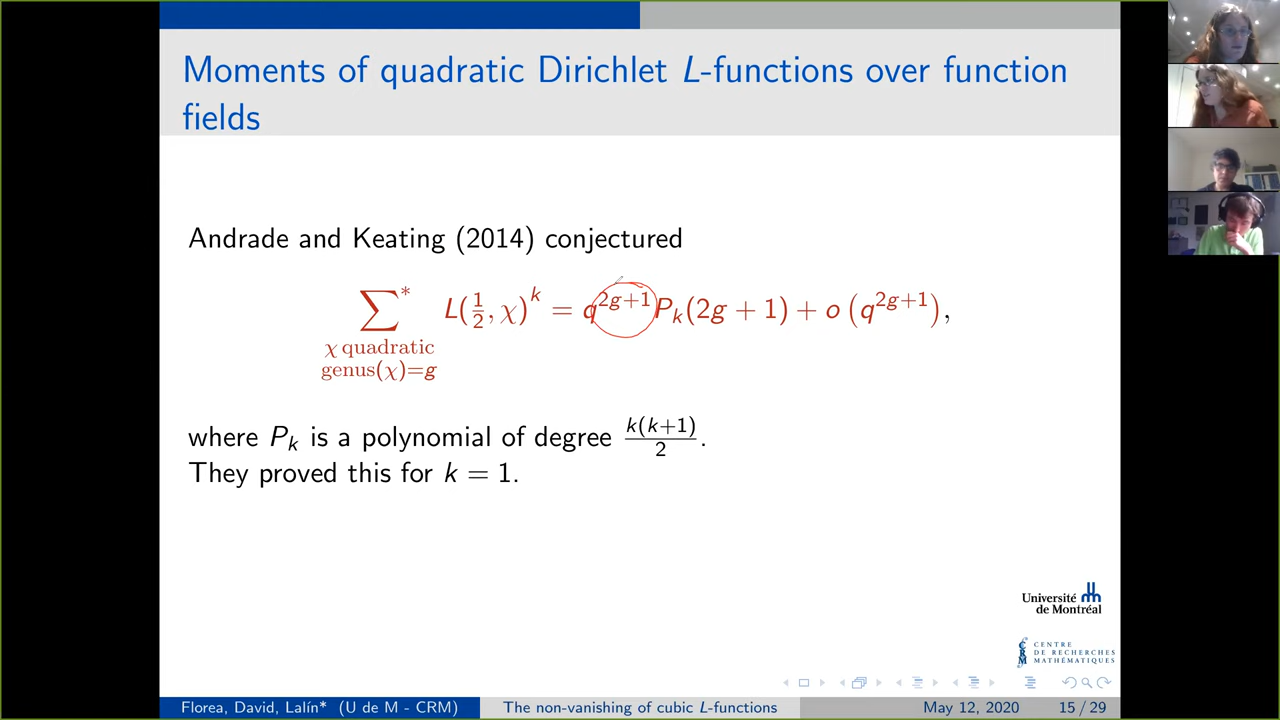 Moments of quadratic Dirichlet L-functions over function
fields
Andrade and Keating (2014) conjectured
∑* L(½, χ)^k = q^{2g+1} P_k(2g + 1) + o (q^{2g+1}),
χ quadratic
genus(χ)=g
where P_k is a polynomial of degree k(k+1)/2.
They proved this for k = 1.
Université
de Montréal
CRM
CENTRE
DE RECHERCHES
MATHÉMATIQUES
Florea, David, Lalín* (U de M - CRM) The non-vanishing of cubic L-functions May 12, 2020 15 / 29